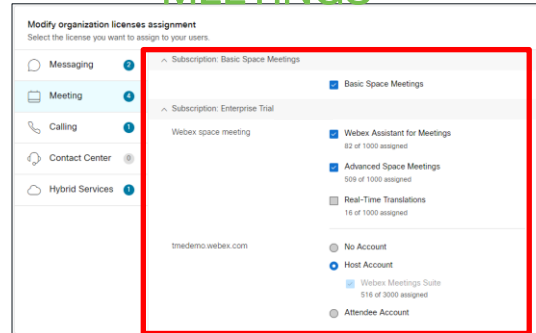 MEETINGS
Modify organization licenses assignment
Select the license you want to assign to your users.
Messaging 2
Meeting 4
Calling 1
Contact Center 0
Hybrid Services 1
Subscription: Basic Space Meetings
Basic Space Meetings
Subscription: Enterprise Trial
Webex space meeting
Webex Assistant for Meetings
82 of 1000 assigned
Advanced Space Meetings
509 of 1000 assigned
Real-Time Translations
16 of 1000 assigned
tmedemo.webex.com
No Account
Host Account
Webex Meetings Suite
516 of 3000 assigned
Attendee Account